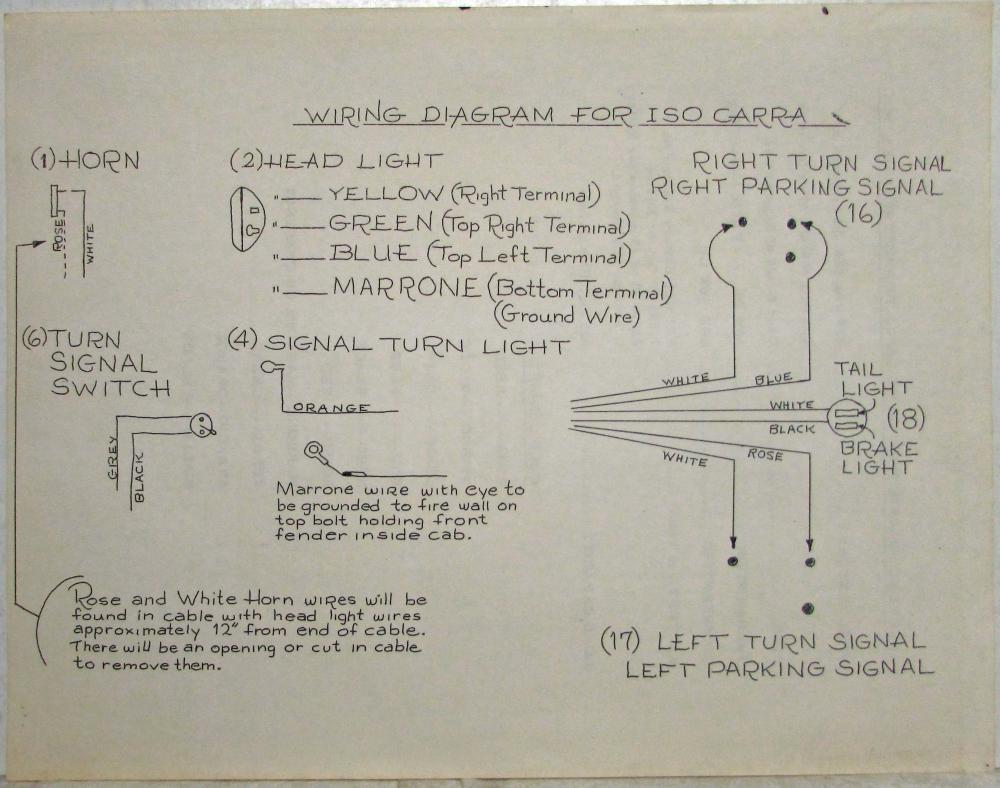 WIRING DIAGRAM FOR ISO CARRA
(1) HORN
ROSE
WHITE
(2) HEAD LIGHT
" YELLOW (Right Terminal)
" GREEN (Top Right Terminal)
" BLUE (Top Left Terminal)
" MARRONE (Bottom Terminal)
(Ground Wire)
RIGHT TURN SIGNAL
RIGHT PARKING SIGNAL
(16)
(6) TURN
SIGNAL
SWITCH
GREY
BLACK
(4) SIGNAL TURN LIGHT
ORANGE
Marrone wire with eye to
be grounded to fire wall on
top bolt holding front
fender inside cab.
WHITE
BLUE
WHITE
BLACK
WHITE
ROSE
TAIL
LIGHT
(18)
BRAKE
LIGHT
Rose and White Horn wires will be
found in cable with head light wires
approximately 12" from end of cable.
There will be an opening or cut in cable
to remove them.
(17) LEFT TURN SIGNAL
LEFT PARKING SIGNAL